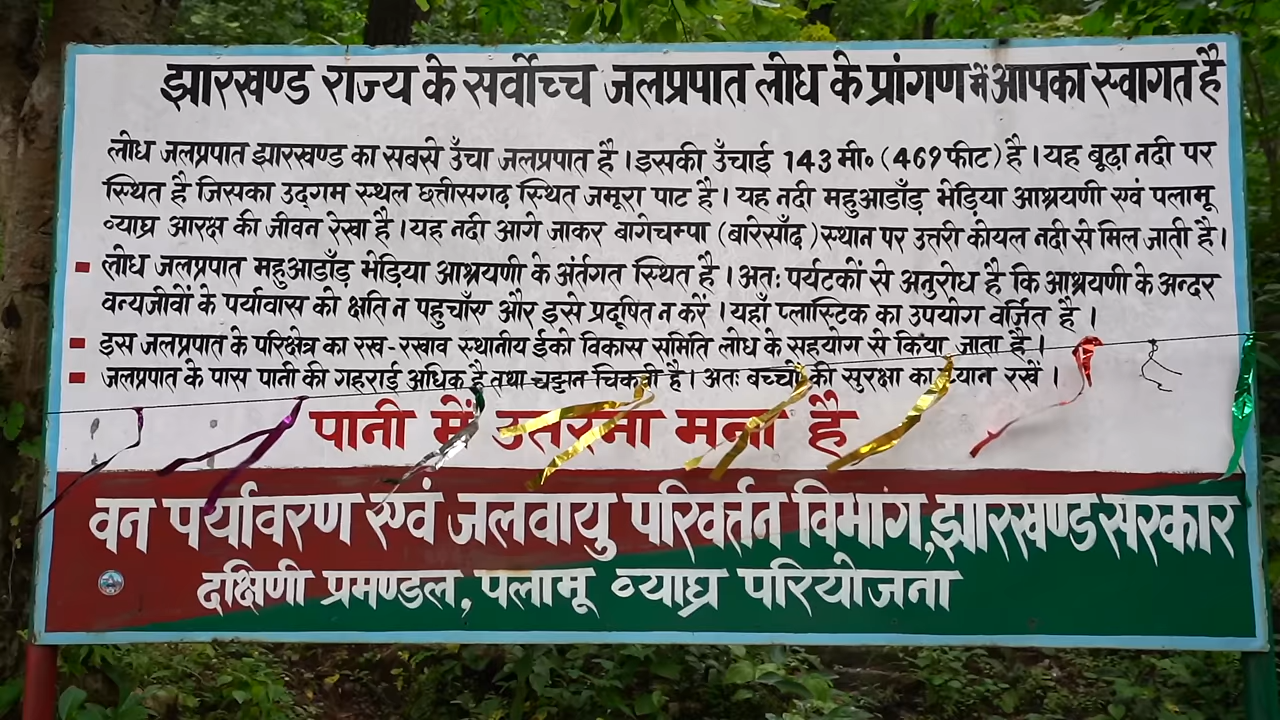 झारखण्ड राज्य के सर्वोच्च जलप्रपात लोध के प्रांगण में आपका स्वागत है
लोध जलप्रपात झारखण्ड का सबसे उँचा जलप्रपात है। इसकी उँचाई 143 मी० (469 फीट) है। यह बूढ़ा नदी पर
स्थित है जिसका उद्गम स्थल छत्तीसगढ़ स्थित जमूरा पाट है। यह नदी महुआडाँड़ भेड़िया आश्रयणी एवं पलामू
व्याघ्र आरक्ष की जीवन रेखा है। यह नदी आगे जाकर बागेचम्पा (बारेसाँढ़) स्थान पर उत्तरी कोयल नदी से मिल जाती है।
लोध जलप्रपात महुआडाँड़ भेड़िया आश्रयणी के अंर्तगत स्थित है। अतः पर्यटकों से अनुरोध है कि आश्रयणी के अन्दर
वन्यजीवों के पर्यावास को क्षति न पहुचाँए और इसे प्रदूषित न करें। यहाँ प्लास्टिक का उपयोग वर्जित है।
इस जलप्रपात के परिक्षेत्र का रख-रखाव स्थानीय ईको विकास समिति लोध के सहयोग से किया जाता है।
जलप्रपात के पास पानी की गहराई अधिक है तथा चट्टान चिकनी है। अतः बच्चों की सुरक्षा का ध्यान रखें।
पानी में उतरना मना है
वन पर्यावरण एवं जलवायु परिवर्त्तन विभाग, झारखण्ड सरकार
दक्षिणी प्रमण्डल, पलामू व्याघ्र परियोजना